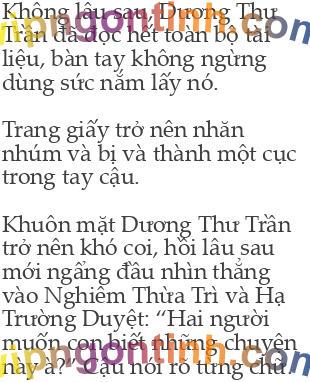 Không lâu sau, Dương Thư
Trần đã đọc hết toàn bộ tài
liệu, bàn tay không ngừng
dùng sức nắm lấy nó.
Trang giấy trở nên nhăn
nhúm và bị và thành một cục
trong tay cậu.
Khuôn mặt Dương Thư Trần
trở nên khó coi, hồi lâu sau
mới ngẩng đầu nhìn thẳng
vào Nghiêm Thừa Trì và Hạ
Trường Duyệt: “Hai người
muốn con biết những chuyện
này à?” Cậu nói rõ từng chữ.
vipngontinh.com
vipngontinh.com